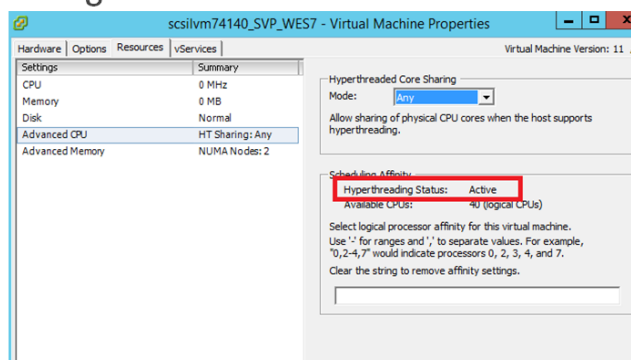 scsilvm74140_SVP_WES7 - Virtual Machine Properties
Hardware Options Resources vServices Virtual Machine Version: 11
Settings Summary
CPU 0 MHz
Memory 0 MB
Disk Normal
Advanced CPU HT Sharing: Any
Advanced Memory NUMA Nodes: 2
Hyperthreaded Core Sharing
Mode: Any
Allow sharing of physical CPU cores when the host supports
hyperthreading.
Scheduling Affinity
Hyperthreading Status: Active
Available CPUs: 40 (logical CPUs)
Select logical processor affinity for this virtual machine.
Use '-' for ranges and ',' to separate values. For example,
"0,2-4,7" would indicate processors 0, 2, 3, 4, and 7.
Clear the string to remove affinity settings.